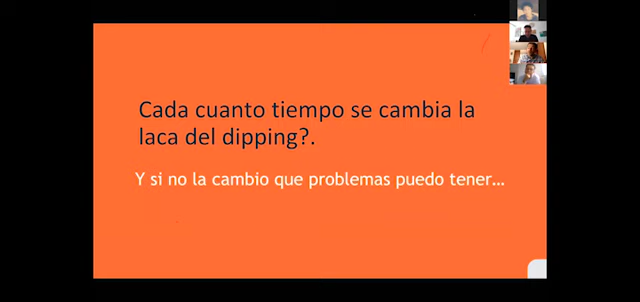 Cada cuanto tiempo se cambia la
laca del dipping?.
Y si no la cambio que problemas puedo tener...